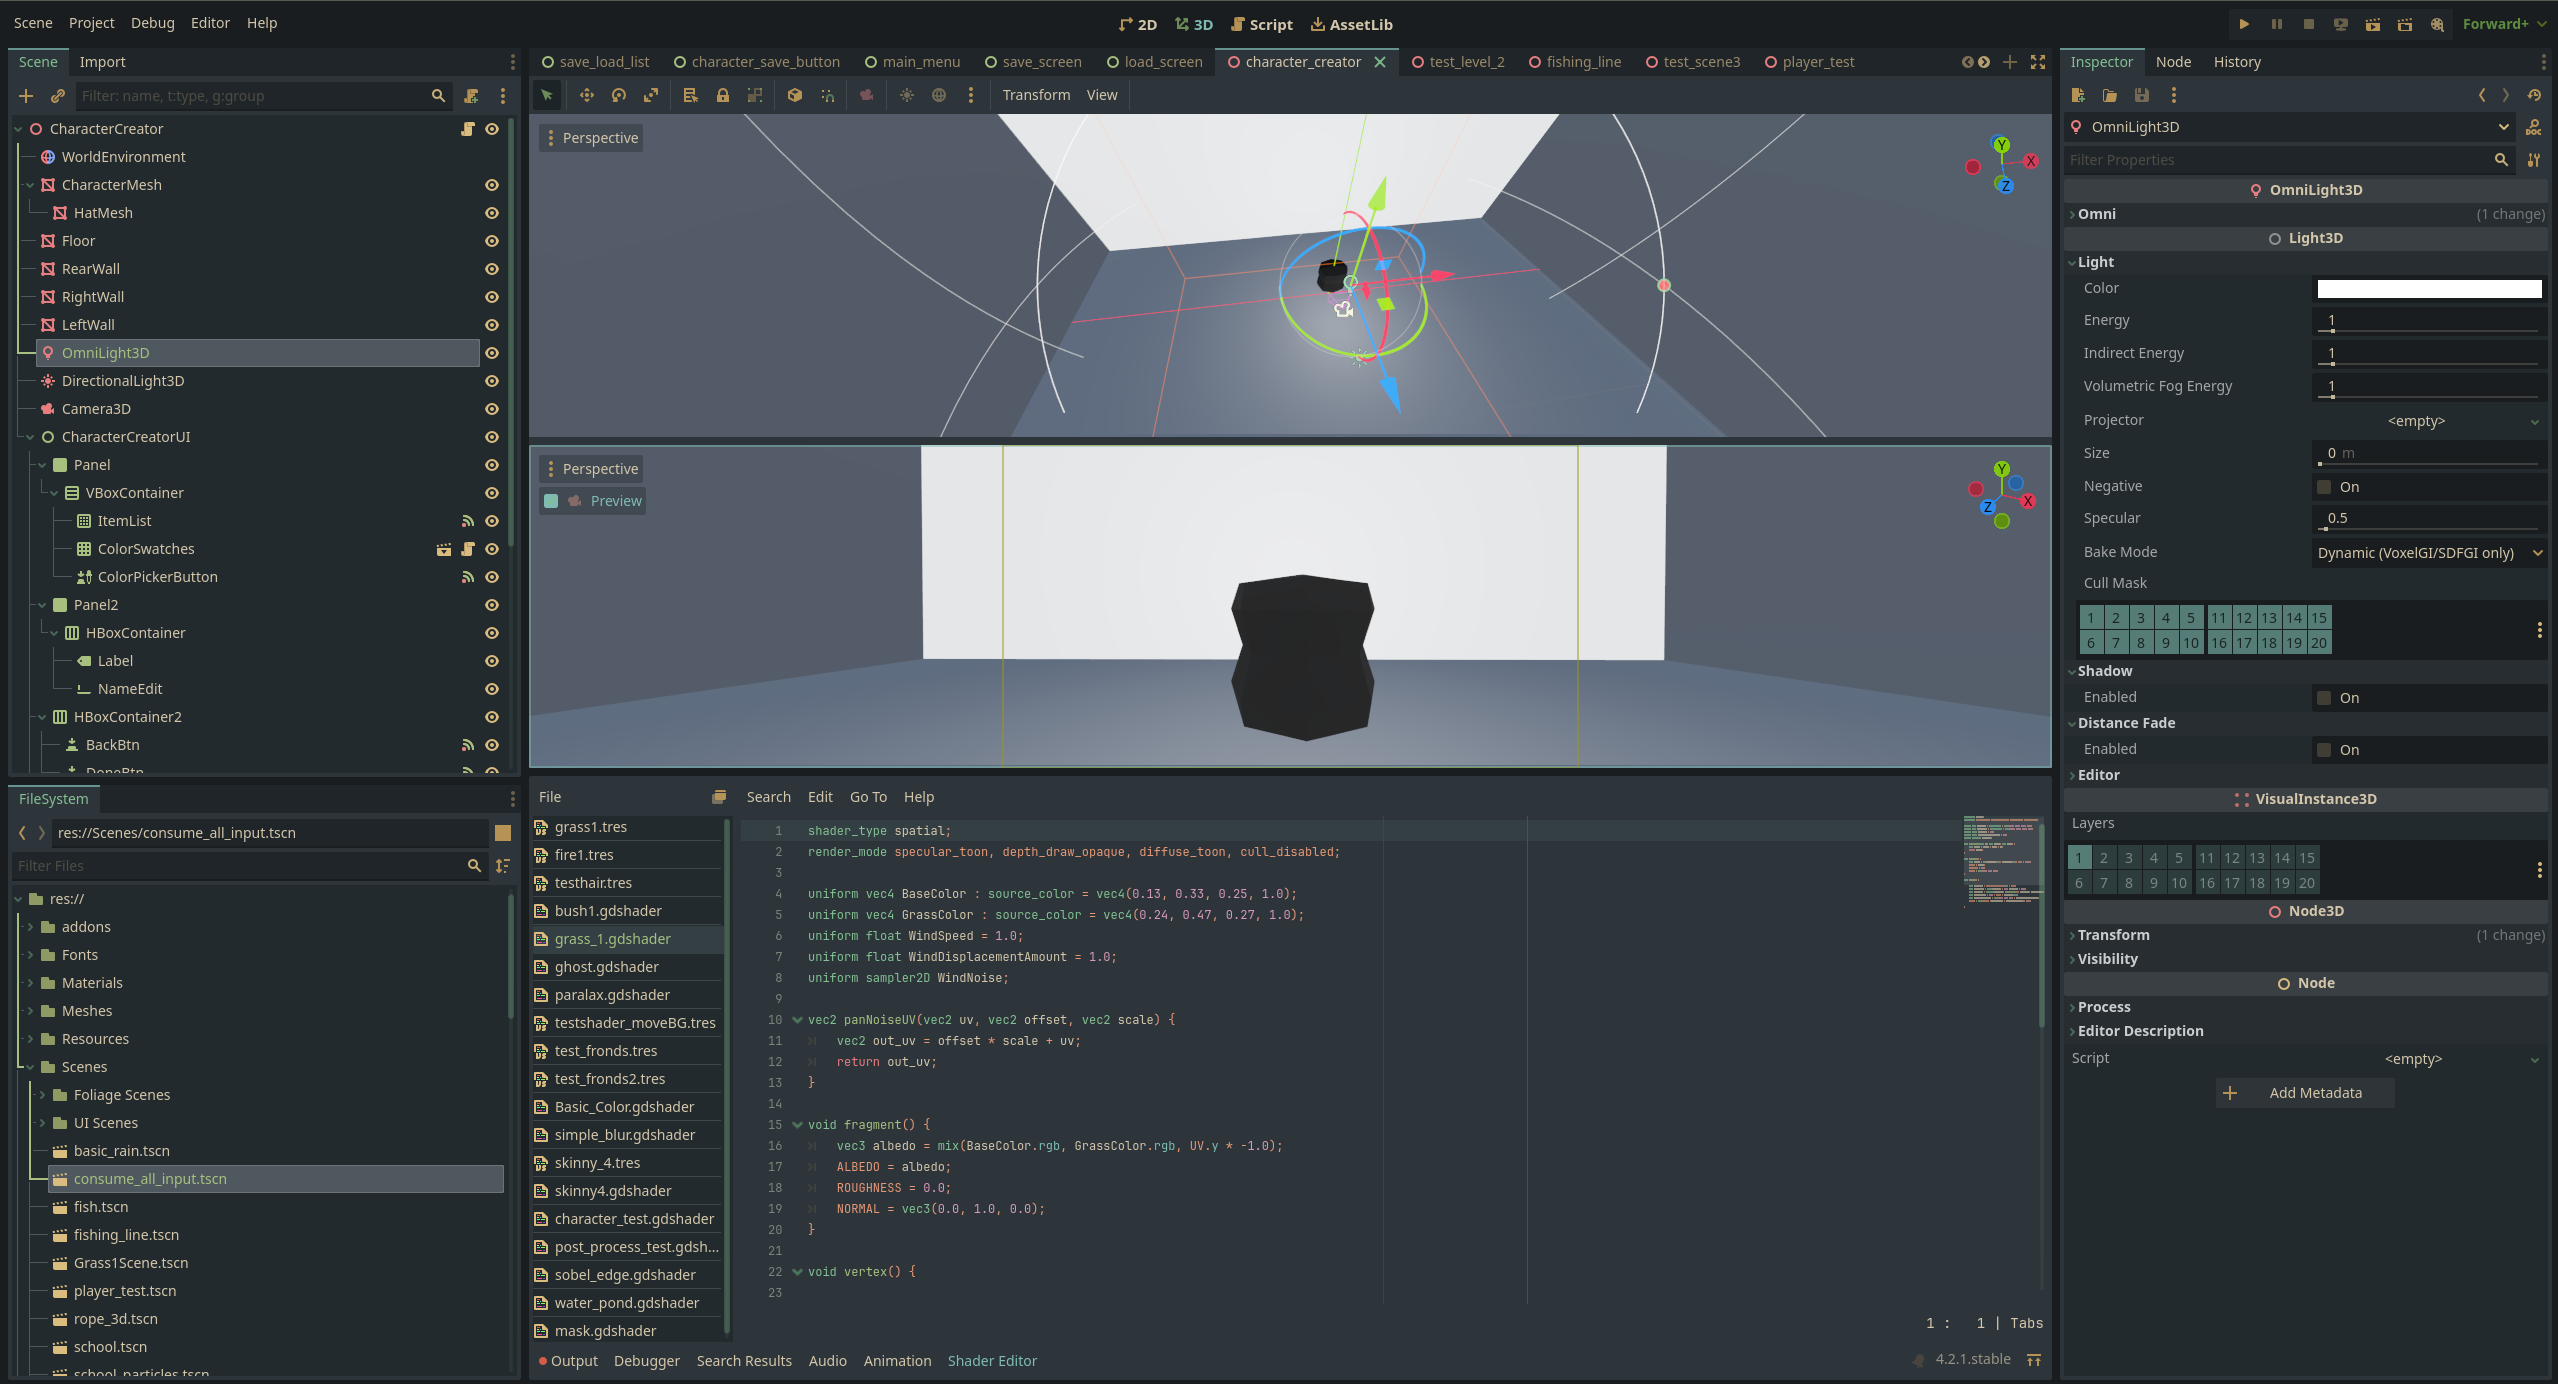 Scene Project Debug Editor Help
2D 3D Script AssetLib
Forward+
Scene Import
Filter: name, t:type, g:group
CharacterCreator
WorldEnvironment
CharacterMesh
HatMesh
Floor
RearWall
RightWall
LeftWall
OmniLight3D
DirectionalLight3D
Camera3D
CharacterCreatorUI
Panel
VBoxContainer
ItemList
ColorSwatches
ColorPickerButton
Panel2
HBoxContainer
Label
NameEdit
HBoxContainer2
BackBtn
DoneBtn
FileSystem
res://Scenes/consume_all_input.tscn
Filter Files
res://
addons
Fonts
Materials
Meshes
Resources
Scenes
Foliage Scenes
UI Scenes
basic_rain.tscn
consume_all_input.tscn
fish.tscn
fishing_line.tscn
Grass1Scene.tscn
player_test.tscn
rope_3d.tscn
school.tscn
school_particles.tscn
save_load_list character_save_button main_menu save_screen load_screen character_creator test_level_2 fishing_line test_scene3 player_test
Transform View
Perspective
Y
X
Z
Perspective
Preview
Y
X
Z
File
grass1.tres
fire1.tres
testhair.tres
bush1.gdshader
grass_1.gdshader
ghost.gdshader
paralax.gdshader
testshader_moveBG.tres
test_fronds.tres
test_fronds2.tres
Basic_Color.gdshader
simple_blur.gdshader
skinny_4.tres
skinny4.gdshader
character_test.gdshader
post_process_test.gdsh...
sobel_edge.gdshader
water_pond.gdshader
mask.gdshader
Search Edit Go To Help
1 shader_type spatial;
2 render_mode specular_toon, depth_draw_opaque, diffuse_toon, cull_disabled;
3
4 uniform vec4 BaseColor : source_color = vec4(0.13, 0.33, 0.25, 1.0);
5 uniform vec4 GrassColor : source_color = vec4(0.24, 0.47, 0.27, 1.0);
6 uniform float WindSpeed = 1.0;
7 uniform float WindDisplacementAmount = 1.0;
8 uniform sampler2D WindNoise;
9
10 vec2 panNoiseUV(vec2 uv, vec2 offset, vec2 scale) {
11 vec2 out_uv = offset * scale + uv;
12 return out_uv;
13 }
14
15 void fragment() {
16 vec3 albedo = mix(BaseColor.rgb, GrassColor.rgb, UV.y * -1.0);
17 ALBEDO = albedo;
18 ROUGHNESS = 0.0;
19 NORMAL = vec3(0.0, 1.0, 0.0);
20 }
21
22 void vertex() {
23
1 : 1 | Tabs
Output Debugger Search Results Audio Animation Shader Editor
4.2.1.stable
Inspector Node History
OmniLight3D
Filter Properties
OmniLight3D
Omni (1 change)
Light3D
Light
Color
Energy 1
Indirect Energy 1
Volumetric Fog Energy 1
Projector <empty>
Size 0 m
Negative On
Specular 0.5
Bake Mode Dynamic (VoxelGI/SDFGI only)
Cull Mask
1 2 3 4 5 11 12 13 14 15
6 7 8 9 10 16 17 18 19 20
Shadow
Enabled On
Distance Fade
Enabled On
Editor
VisualInstance3D
Layers
1 2 3 4 5 11 12 13 14 15
6 7 8 9 10 16 17 18 19 20
Node3D
Transform (1 change)
Visibility
Node
Process
Editor Description
Script <empty>
Add Metadata